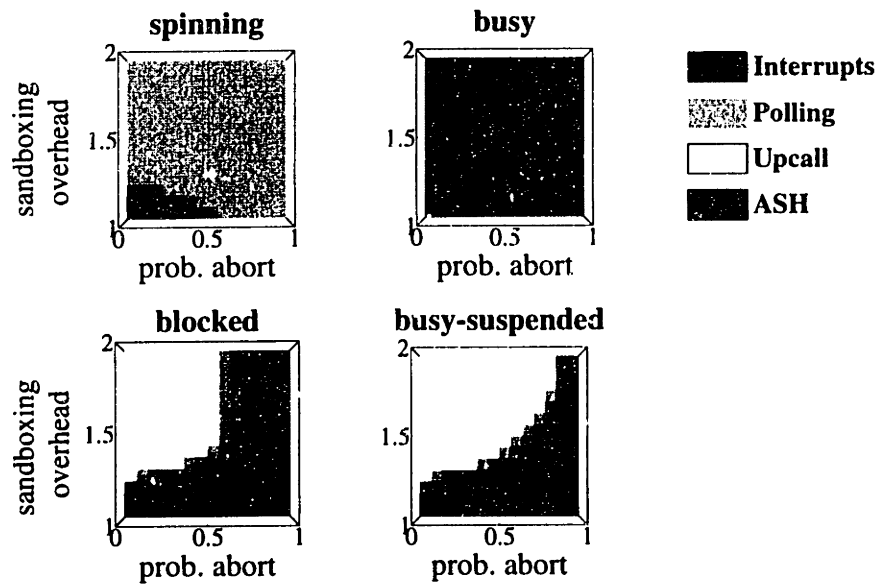 spinning
busy
2
1.5
1
0
0.5
1
sandboxing
overhead
prob. abort
2
1.5
1
0
0.5
1
prob. abort
Interrupts
Polling
Upcall
ASH
blocked
busy-suspended
2
1.5
1
0
0.5
1
sandboxing
overhead
prob. abort
2
1.5
1
0
0.5
1
prob. abort